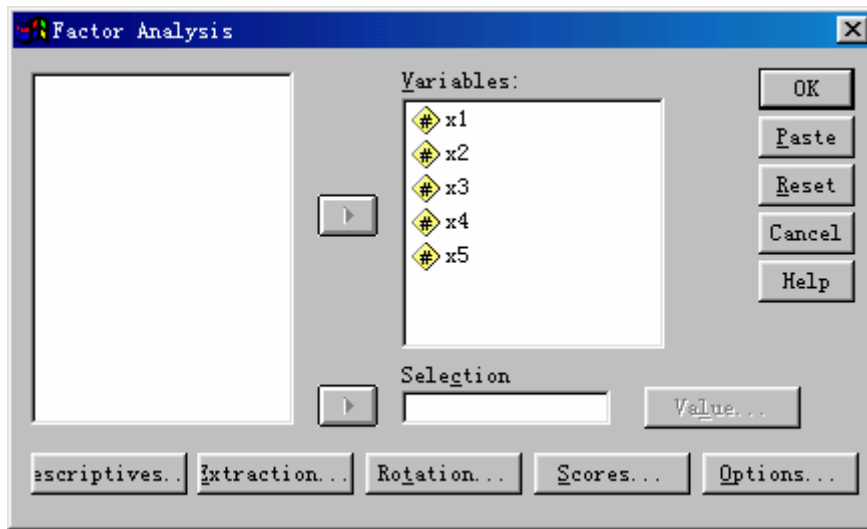 Factor Analysis
Variables:
# x1
# x2
# x3
# x4
# x5
OK
Paste
Reset
Cancel
Help
Selection
Value...
escriptives..
Extraction...
Rotation...
Scores...
Options...